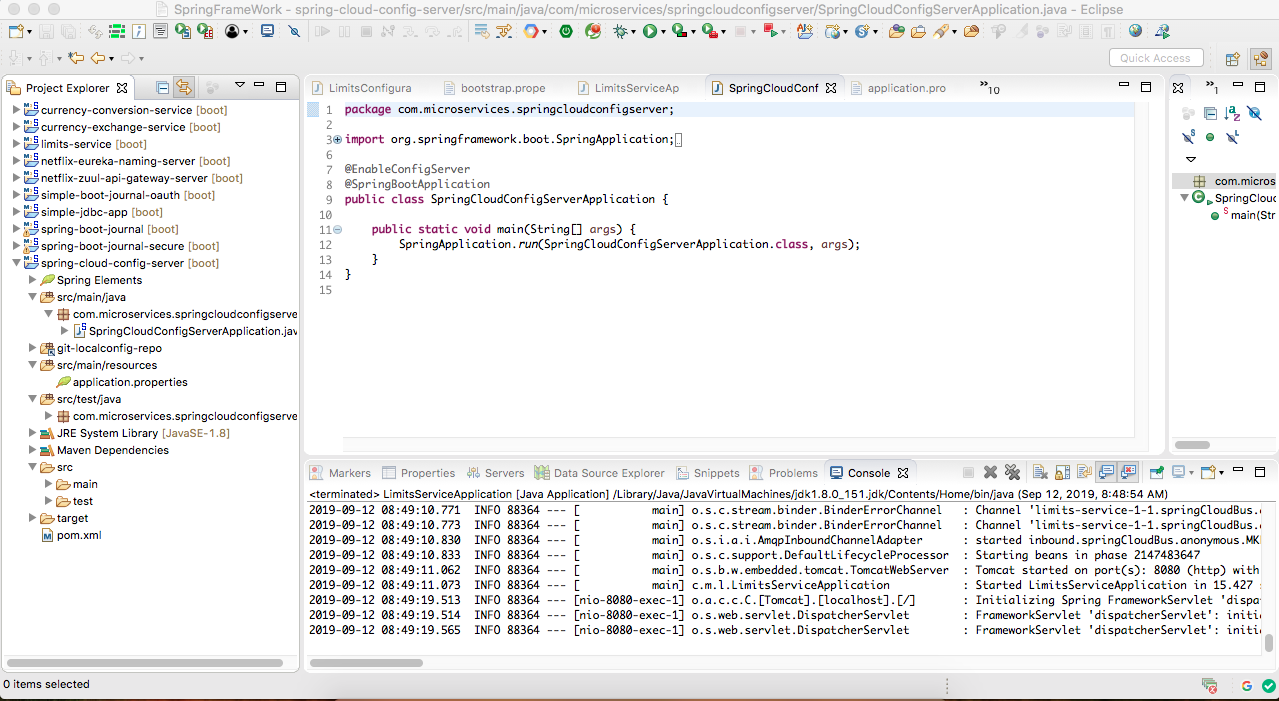 SpringFrameWork - spring-cloud-config-server/src/main/java/com/microservices/springcloudconfigserver/SpringCloudConfigServerApplication.java - Eclipse
Quick Access
Project Explorer
currency-conversion-service [boot]
currency-exchange-service [boot]
limits-service [boot]
netflix-eureka-naming-server [boot]
netflix-zuul-api-gateway-server [boot]
simple-boot-journal-oauth [boot]
simple-jdbc-app [boot]
spring-boot-journal [boot]
spring-boot-journal-secure [boot]
spring-cloud-config-server [boot]
Spring Elements
src/main/java
com.microservices.springcloudconfigserve
SpringCloudConfigServerApplication.jav
git-localconfig-repo
src/main/resources
application.properties
src/test/java
com.microservices.springcloudconfigserve
JRE System Library [JavaSE-1.8]
Maven Dependencies
src
main
test
target
pom.xml
LimitsConfigura bootstrap.prope LimitsServiceAp SpringCloudConf application.pro »10
1 package com.microservices.springcloudconfigserver;
2
3 import org.springframework.boot.SpringApplication;
6
7 @EnableConfigServer
8 @SpringBootApplication
9 public class SpringCloudConfigServerApplication {
10
11 public static void main(String[] args) {
12 SpringApplication.run(SpringCloudConfigServerApplication.class, args);
13 }
14 }
15
»1
com.micros
SpringCloud
main(Str
Markers Properties Servers Data Source Explorer Snippets Problems Console
<terminated> LimitsServiceApplication [Java Application] /Library/Java/JavaVirtualMachines/jdk1.8.0_151.jdk/Contents/Home/bin/java (Sep 12, 2019, 8:48:54 AM)
2019-09-12 08:49:10.771 INFO 88364 --- [ main] o.s.c.stream.binder.BinderErrorChannel : Channel 'limits-service-1-1.springCloudBus.
2019-09-12 08:49:10.773 INFO 88364 --- [ main] o.s.c.stream.binder.BinderErrorChannel : Channel 'limits-service-1-1.springCloudBus.
2019-09-12 08:49:10.830 INFO 88364 --- [ main] o.s.i.a.i.AmqpInboundChannelAdapter : started inbound.springCloudBus.anonymous.MK
2019-09-12 08:49:10.833 INFO 88364 --- [ main] o.s.c.support.DefaultLifecycleProcessor : Starting beans in phase 2147483647
2019-09-12 08:49:11.062 INFO 88364 --- [ main] o.s.b.w.embedded.tomcat.TomcatWebServer : Tomcat started on port(s): 8080 (http) with
2019-09-12 08:49:11.073 INFO 88364 --- [ main] c.m.l.LimitsServiceApplication : Started LimitsServiceApplication in 15.427
2019-09-12 08:49:19.513 INFO 88364 --- [nio-8080-exec-1] o.a.c.c.C.[Tomcat].[localhost].[/] : Initializing Spring FrameworkServlet 'dispa
2019-09-12 08:49:19.514 INFO 88364 --- [nio-8080-exec-1] o.s.web.servlet.DispatcherServlet : FrameworkServlet 'dispatcherServlet': initi
2019-09-12 08:49:19.565 INFO 88364 --- [nio-8080-exec-1] o.s.web.servlet.DispatcherServlet : FrameworkServlet 'dispatcherServlet': initi
0 items selected